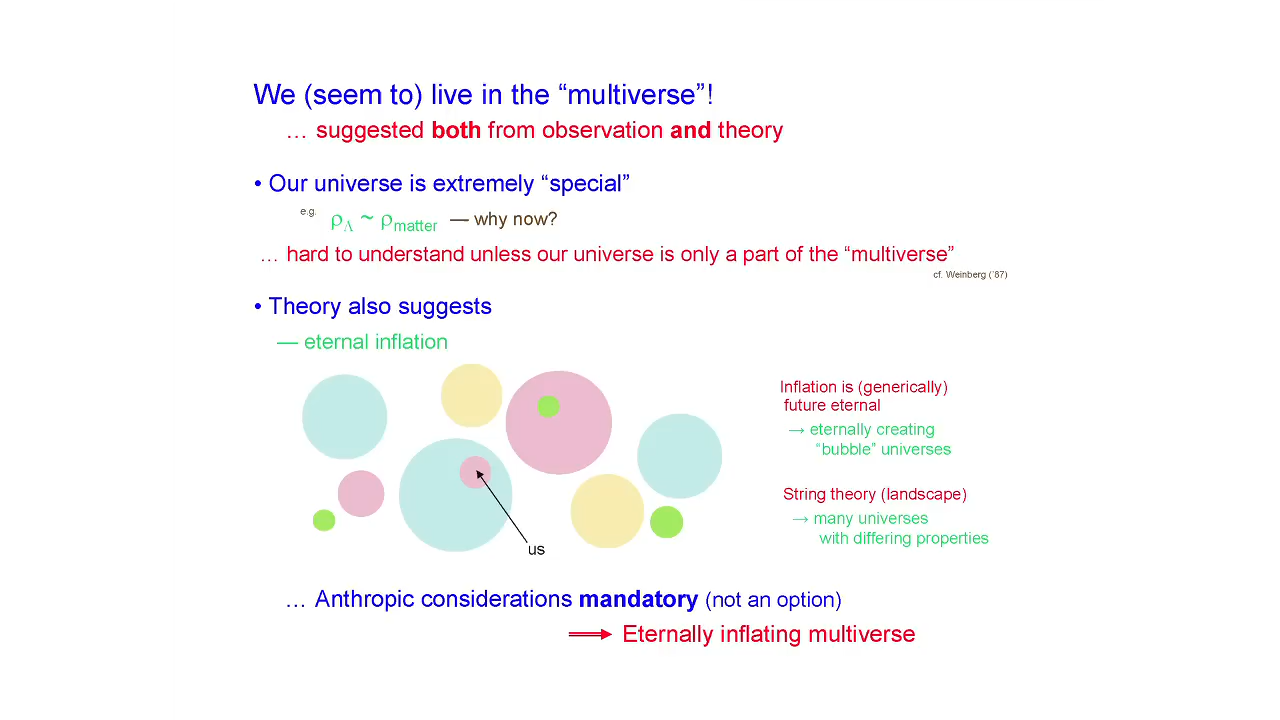 We (seem to) live in the “multiverse”!
… suggested both from observation and theory
• Our universe is extremely “special”
e.g. ρΛ ~ ρmatter — why now?
… hard to understand unless our universe is only a part of the “multiverse”
cf. Weinberg (’87)
• Theory also suggests
— eternal inflation
Inflation is (generically)
future eternal
→ eternally creating
“bubble” universes
String theory (landscape)
→ many universes
with differing properties
us
… Anthropic considerations mandatory (not an option)
⟹ Eternally inflating multiverse